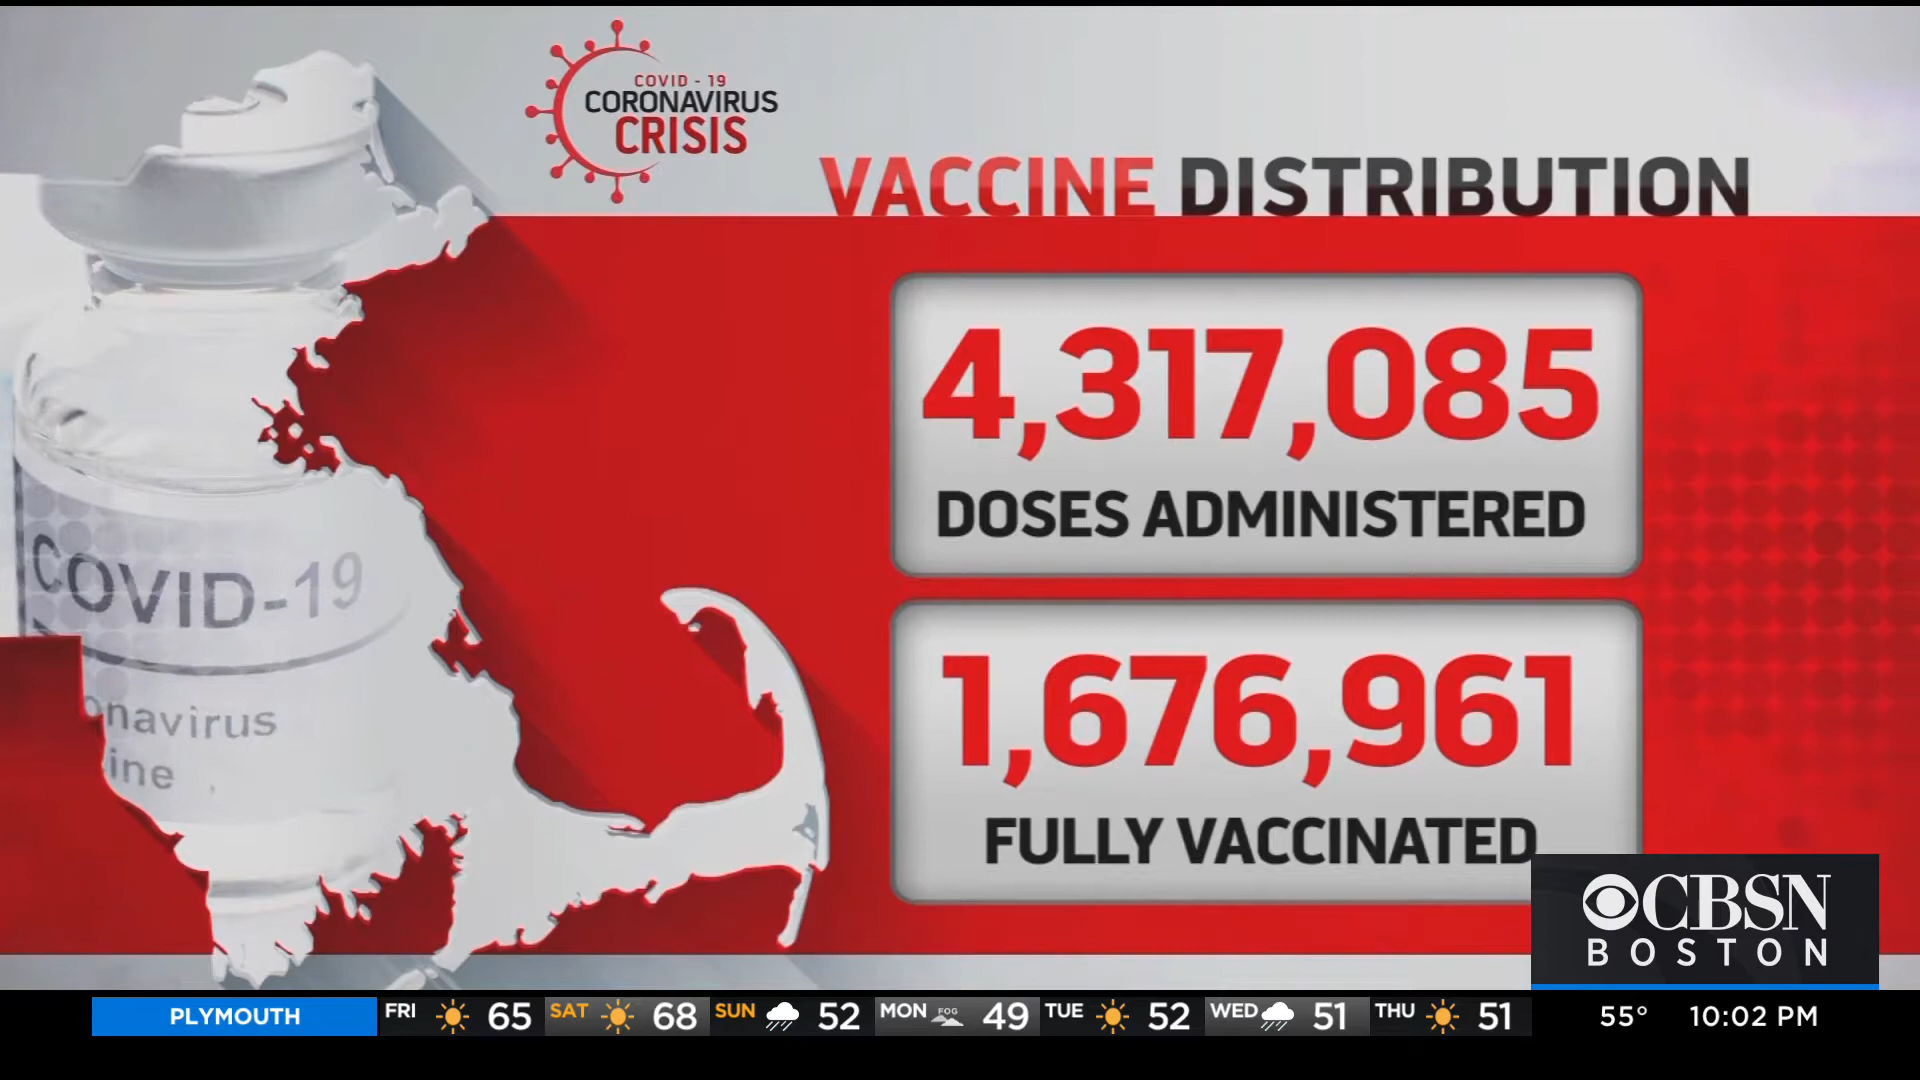 COVID - 19
CORONAVIRUS
CRISIS
VACCINE DISTRIBUTION
4,317,085
DOSES ADMINISTERED
1,676,961
FULLY VACCINATED
COVID-19
onavirus
ine
CBSN
BOSTON
PLYMOUTH FRI 65 SAT 68 SUN 52 MON FOG 49 TUE 52 WED 51 THU 51 55° 10:02 PM